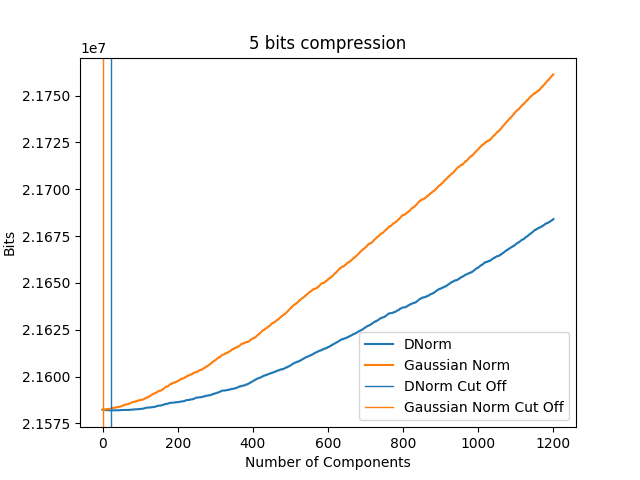 5 bits compression
1e7
2.1750
2.1725
2.1700
2.1675
2.1650
2.1625
2.1600
2.1575
Bits
0 200 400 600 800 1000 1200
Number of Components
DNorm
Gaussian Norm
DNorm Cut Off
Gaussian Norm Cut Off